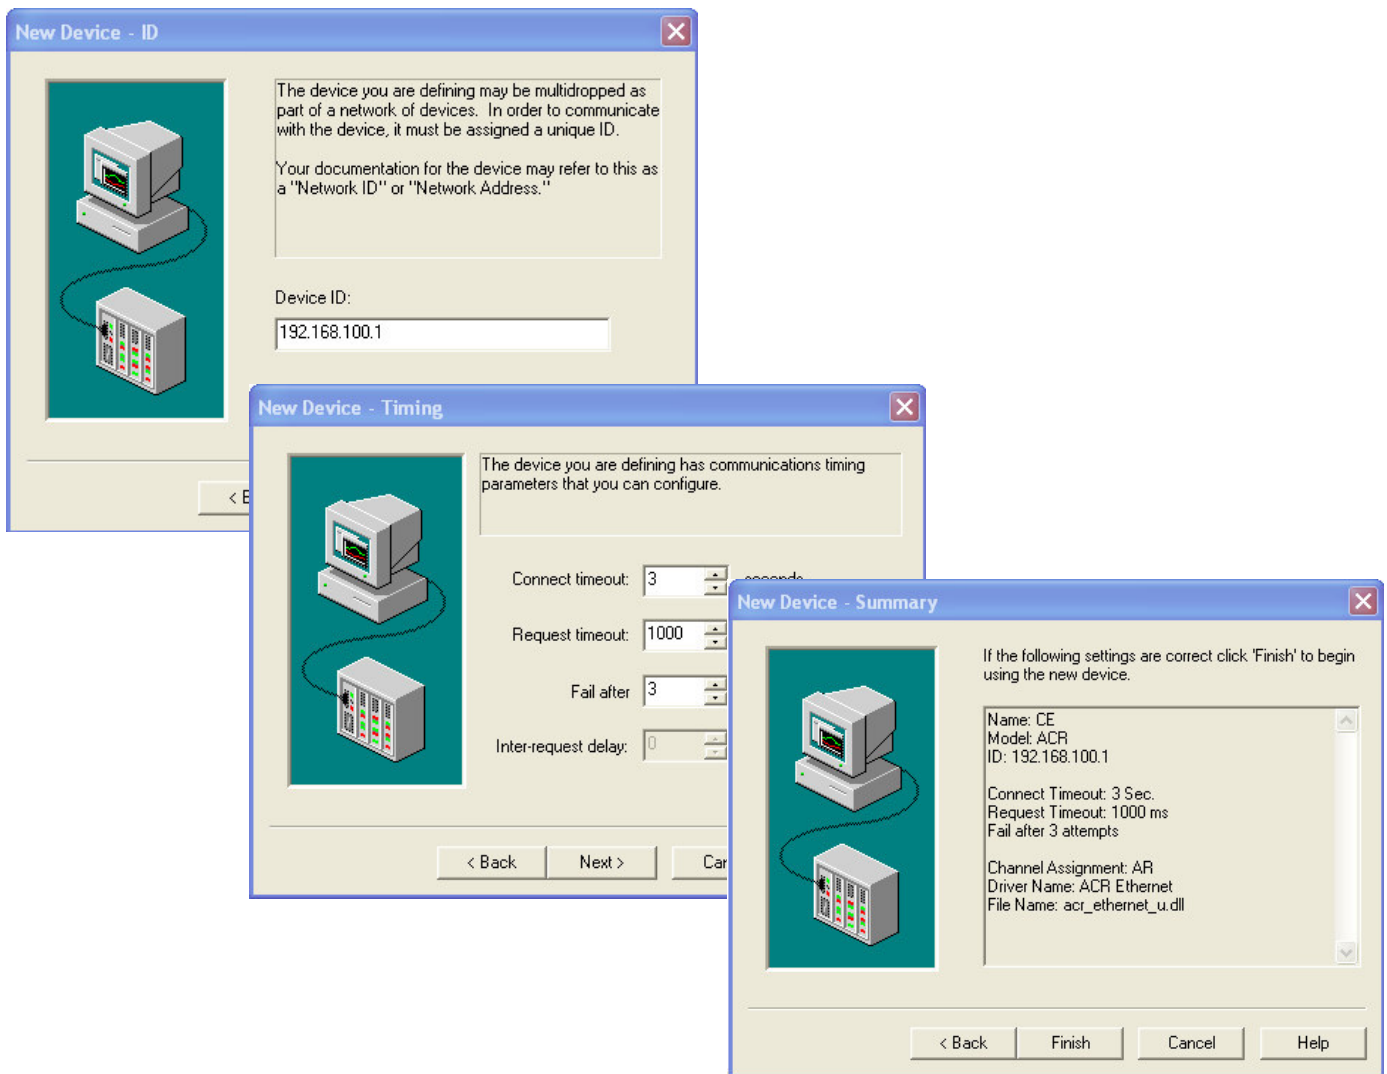 New Device - ID
The device you are defining may be multidropped as
part of a network of devices.  In order to communicate
with the device, it must be assigned a unique ID.
Your documentation for the device may refer to this as
a "Network ID" or "Network Address."
Device ID:
192.168.100.1
New Device - Timing
The device you are defining has communications timing
parameters that you can configure.
Connect timeout: 3
Request timeout: 1000
Fail after 3
Inter-request delay: 0
< Back Next >
New Device - Summary
If the following settings are correct click 'Finish' to begin
using the new device.
Name: CE
Model: ACR
ID: 192.168.100.1
Connect Timeout: 3 Sec.
Request Timeout: 1000 ms
Fail after 3 attempts
Channel Assignment: AR
Driver Name: ACR Ethernet
File Name: acr_ethernet_u.dll
< Back Finish Cancel Help